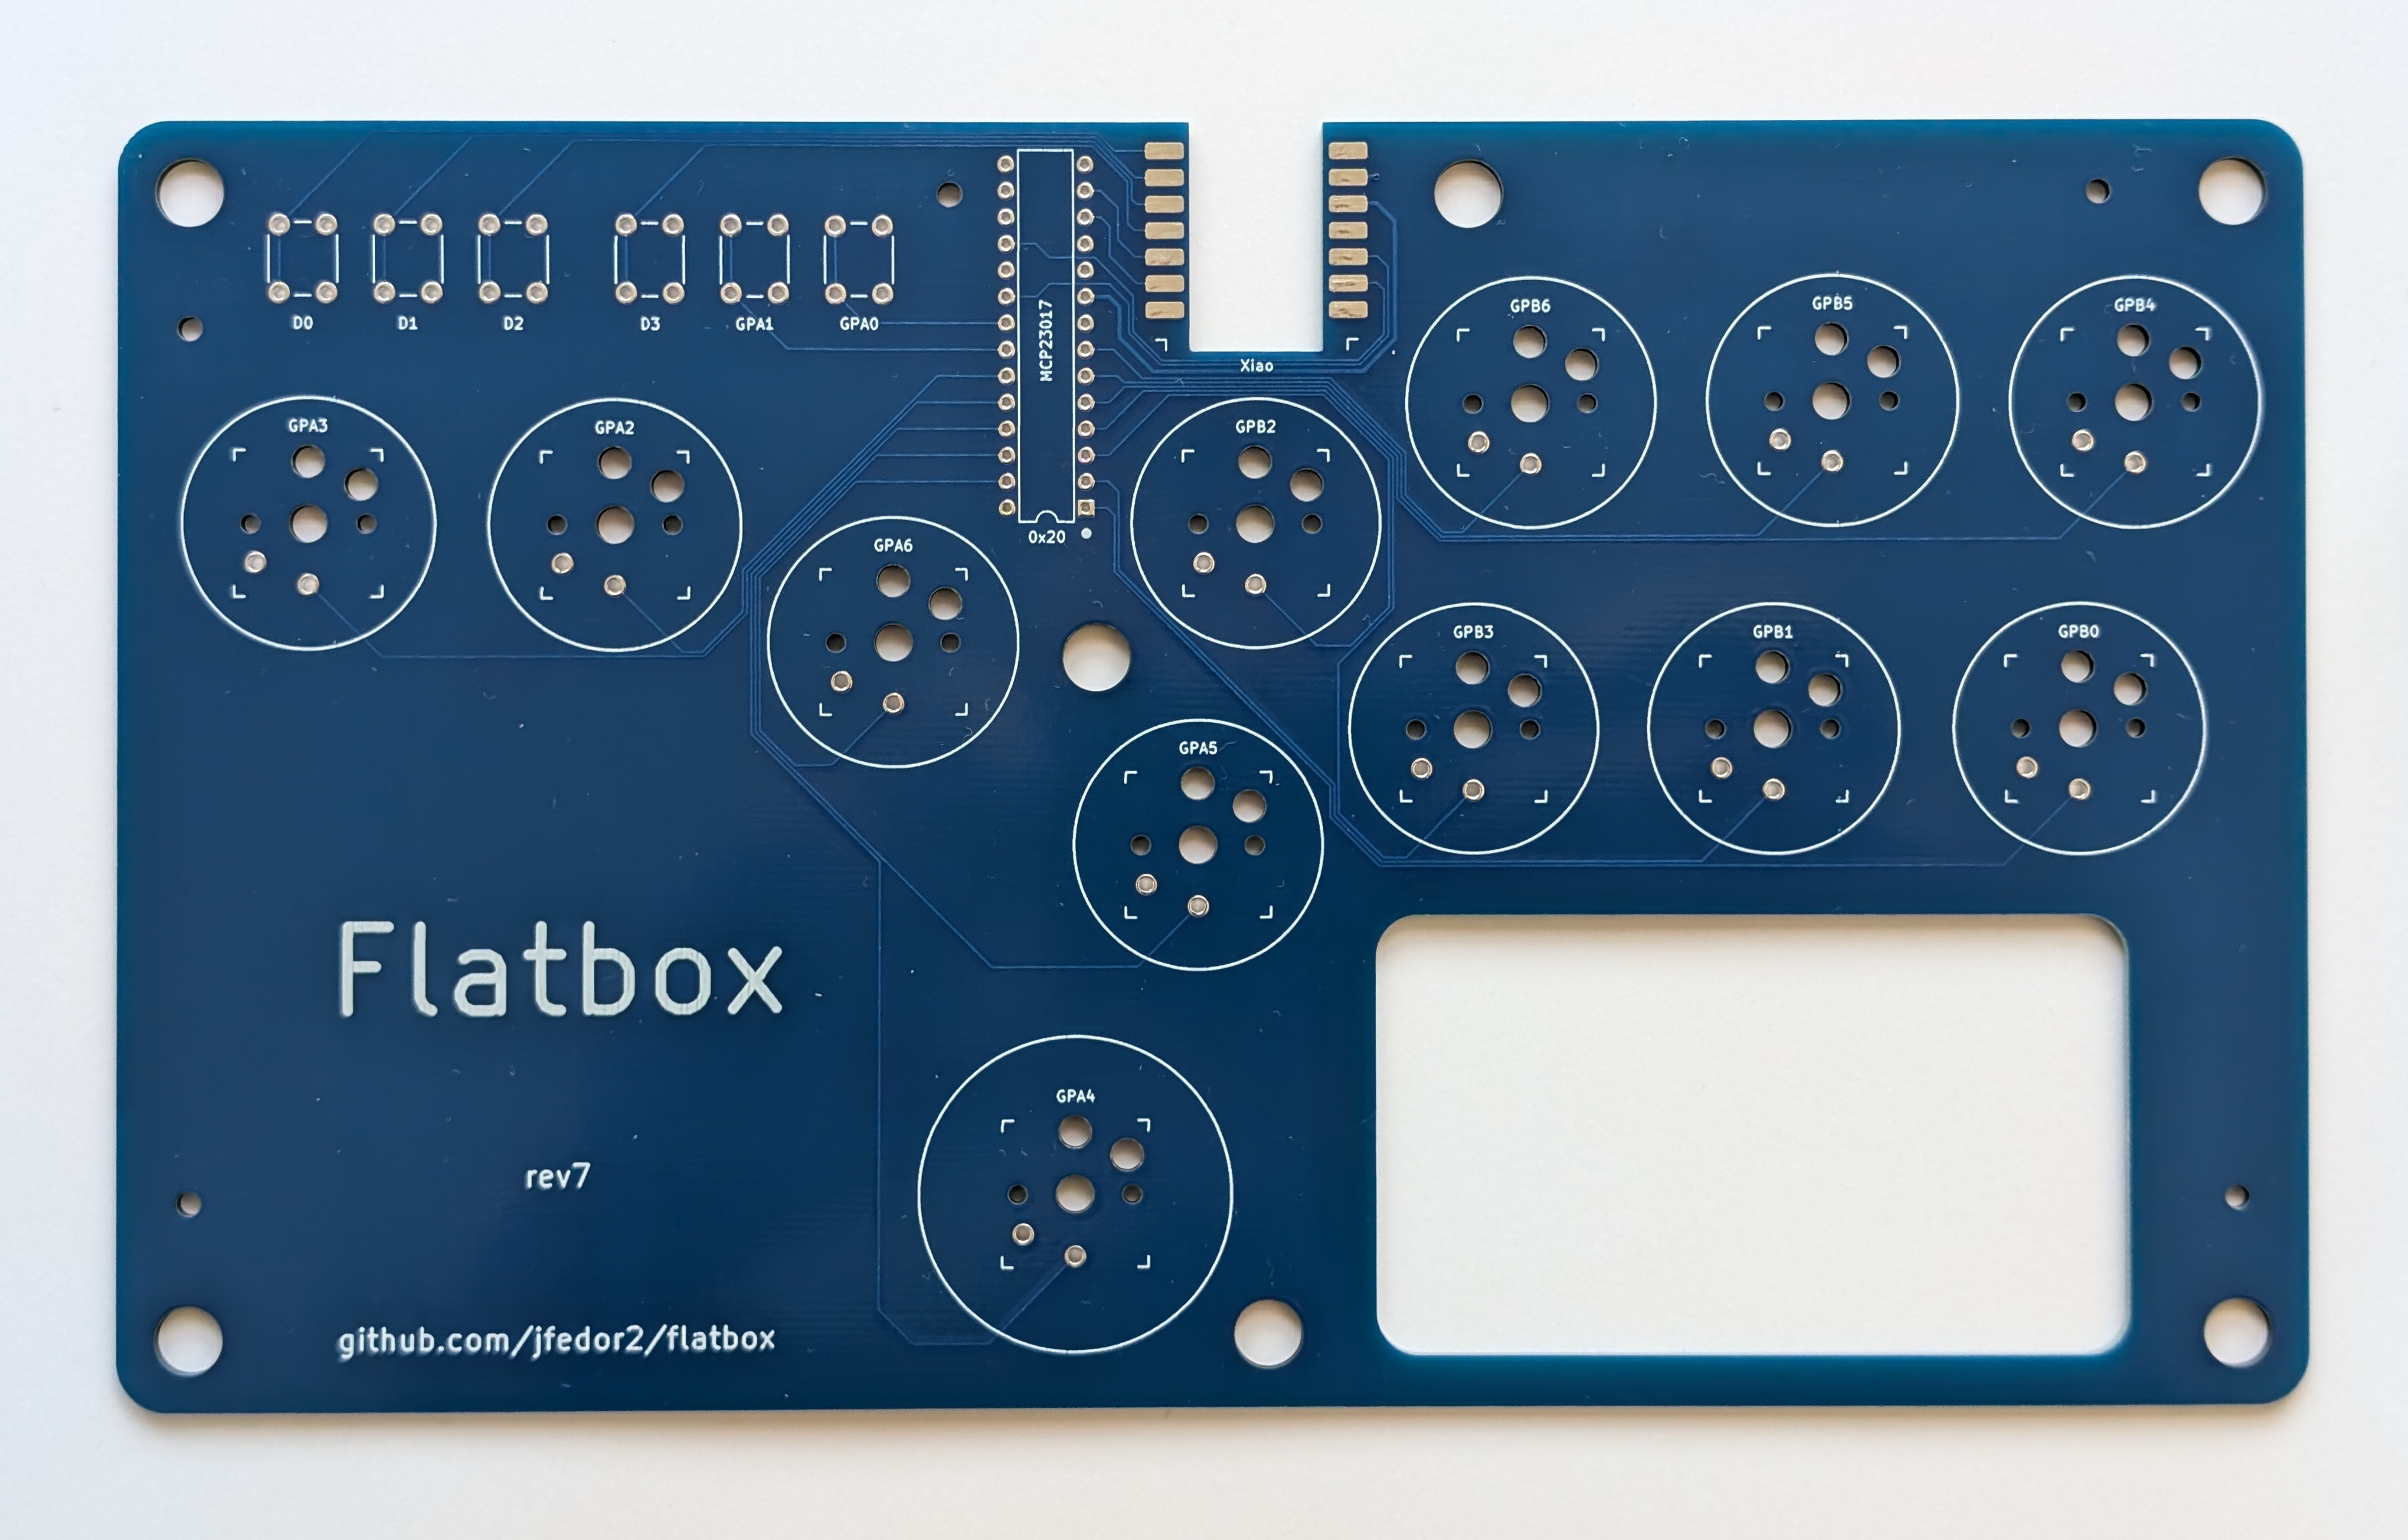 D0
D1
D2
D3
GPA1
GPA0
MCP23017
0x20
Xiao
GPB6
GPB5
GPB4
GPA3
GPA2
GPB2
GPA6
GPB3
GPB1
GPB0
GPA5
Flatbox
GPA4
rev7
github.com/jfedor2/flatbox